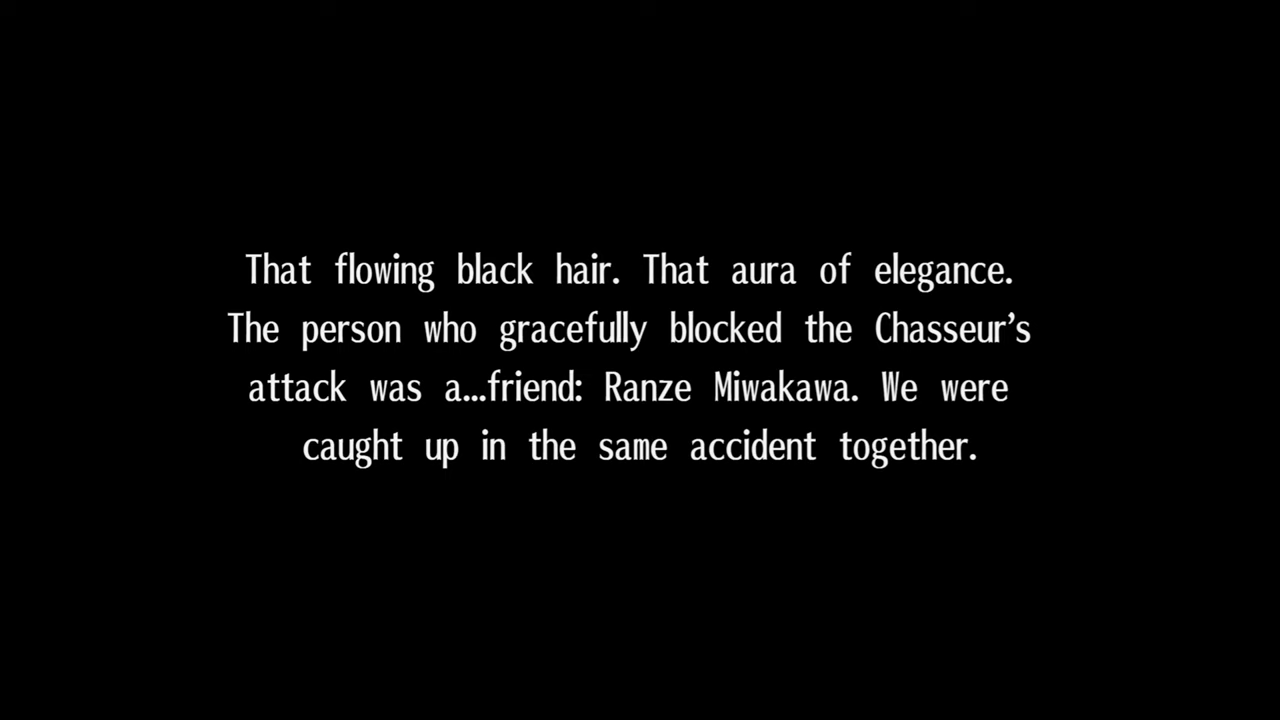 That flowing black hair. That aura of elegance.
The person who gracefully blocked the Chasseur’s
attack was a...friend: Ranze Miwakawa. We were
caught up in the same accident together.